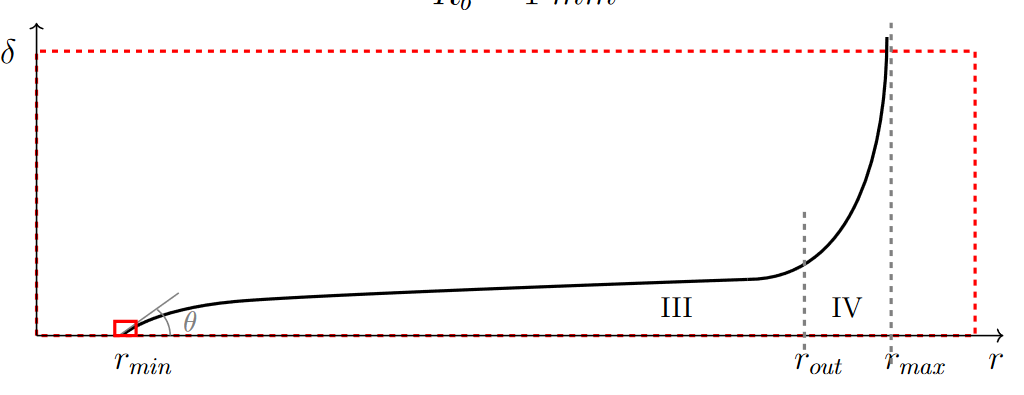 δ
θ
III IV
r_min r_out r_max r